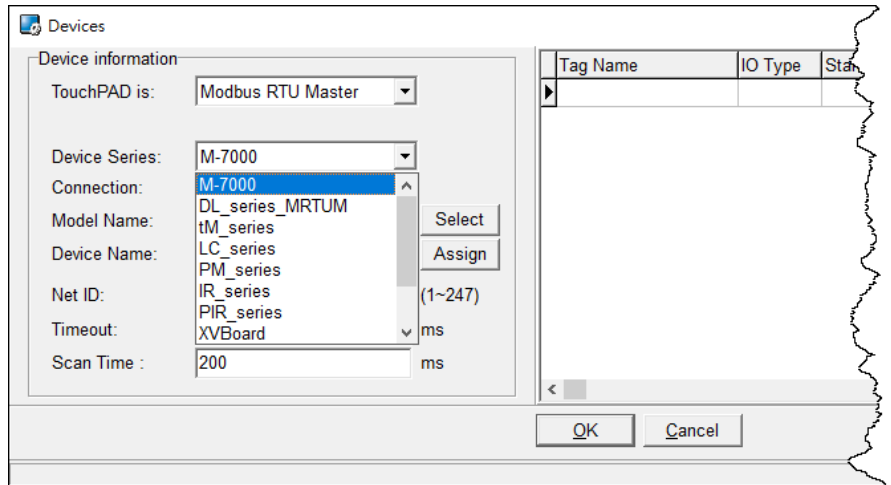 Devices
Device information
TouchPAD is: Modbus RTU Master
Device Series: M-7000
Connection:
Model Name: Select
Device Name: Assign
Net ID: (1~247)
Timeout: ms
Scan Time : 200 ms
M-7000
DL_series_MRTUM
tM_series
LC_series
PM_series
IR_series
PIR_series
XVBoard
Tag Name IO Type
OK Cancel